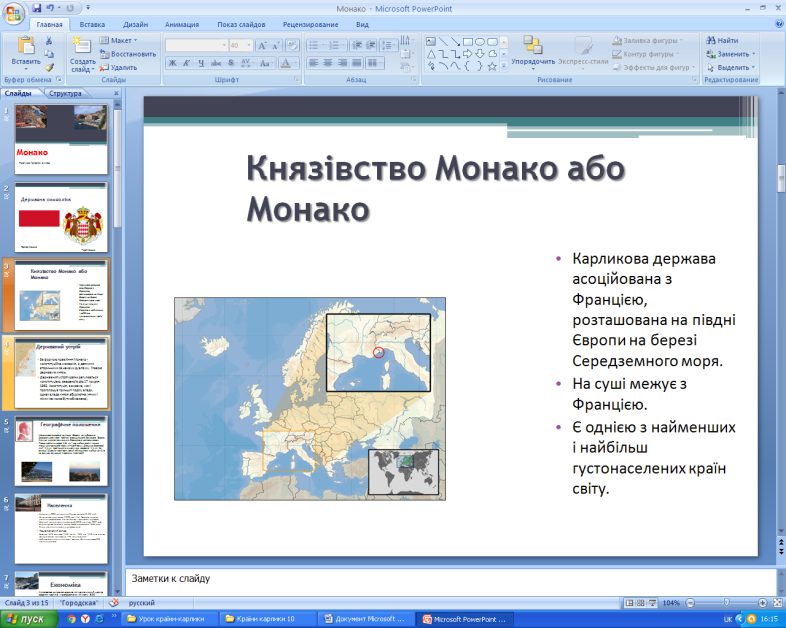 Монако - Microsoft PowerPoint
Главная Вставка Дизайн Анимация Показ слайдов Рецензирование Вид
Вставить
Создать слайд
Макет
Восстановить
Удалить
40
Ж К Ч
Упорядочить Экспресс-стили
Заливка фигуры
Контур фигуры
Эффекты для фигур
Найти
Заменить
Выделить
Буфер обмена Слайды Шрифт Абзац Рисование Редактирование
Слайды Структура
1
Монако
2
Державна символіка
3
Князівство Монако або
Монако
4
Державний устрій
5
Географічне положення
6
Населення
7
Економіка
Князівство Монако або
Монако
• Карликова держава
асоційована з
Францією,
розташована на півдні
Європи на березі
Середземного моря.
• На суші межує з
Францією.
• Є однією з найменших
і найбільш
густонаселених країн
світу.
Заметки к слайду
Слайд 3 из 15 "Городская" русский 104%
пуск Урок країни-карлики Країни карлики 10 Документ Microsoft ... Microsoft PowerPoint ... UK 16:15